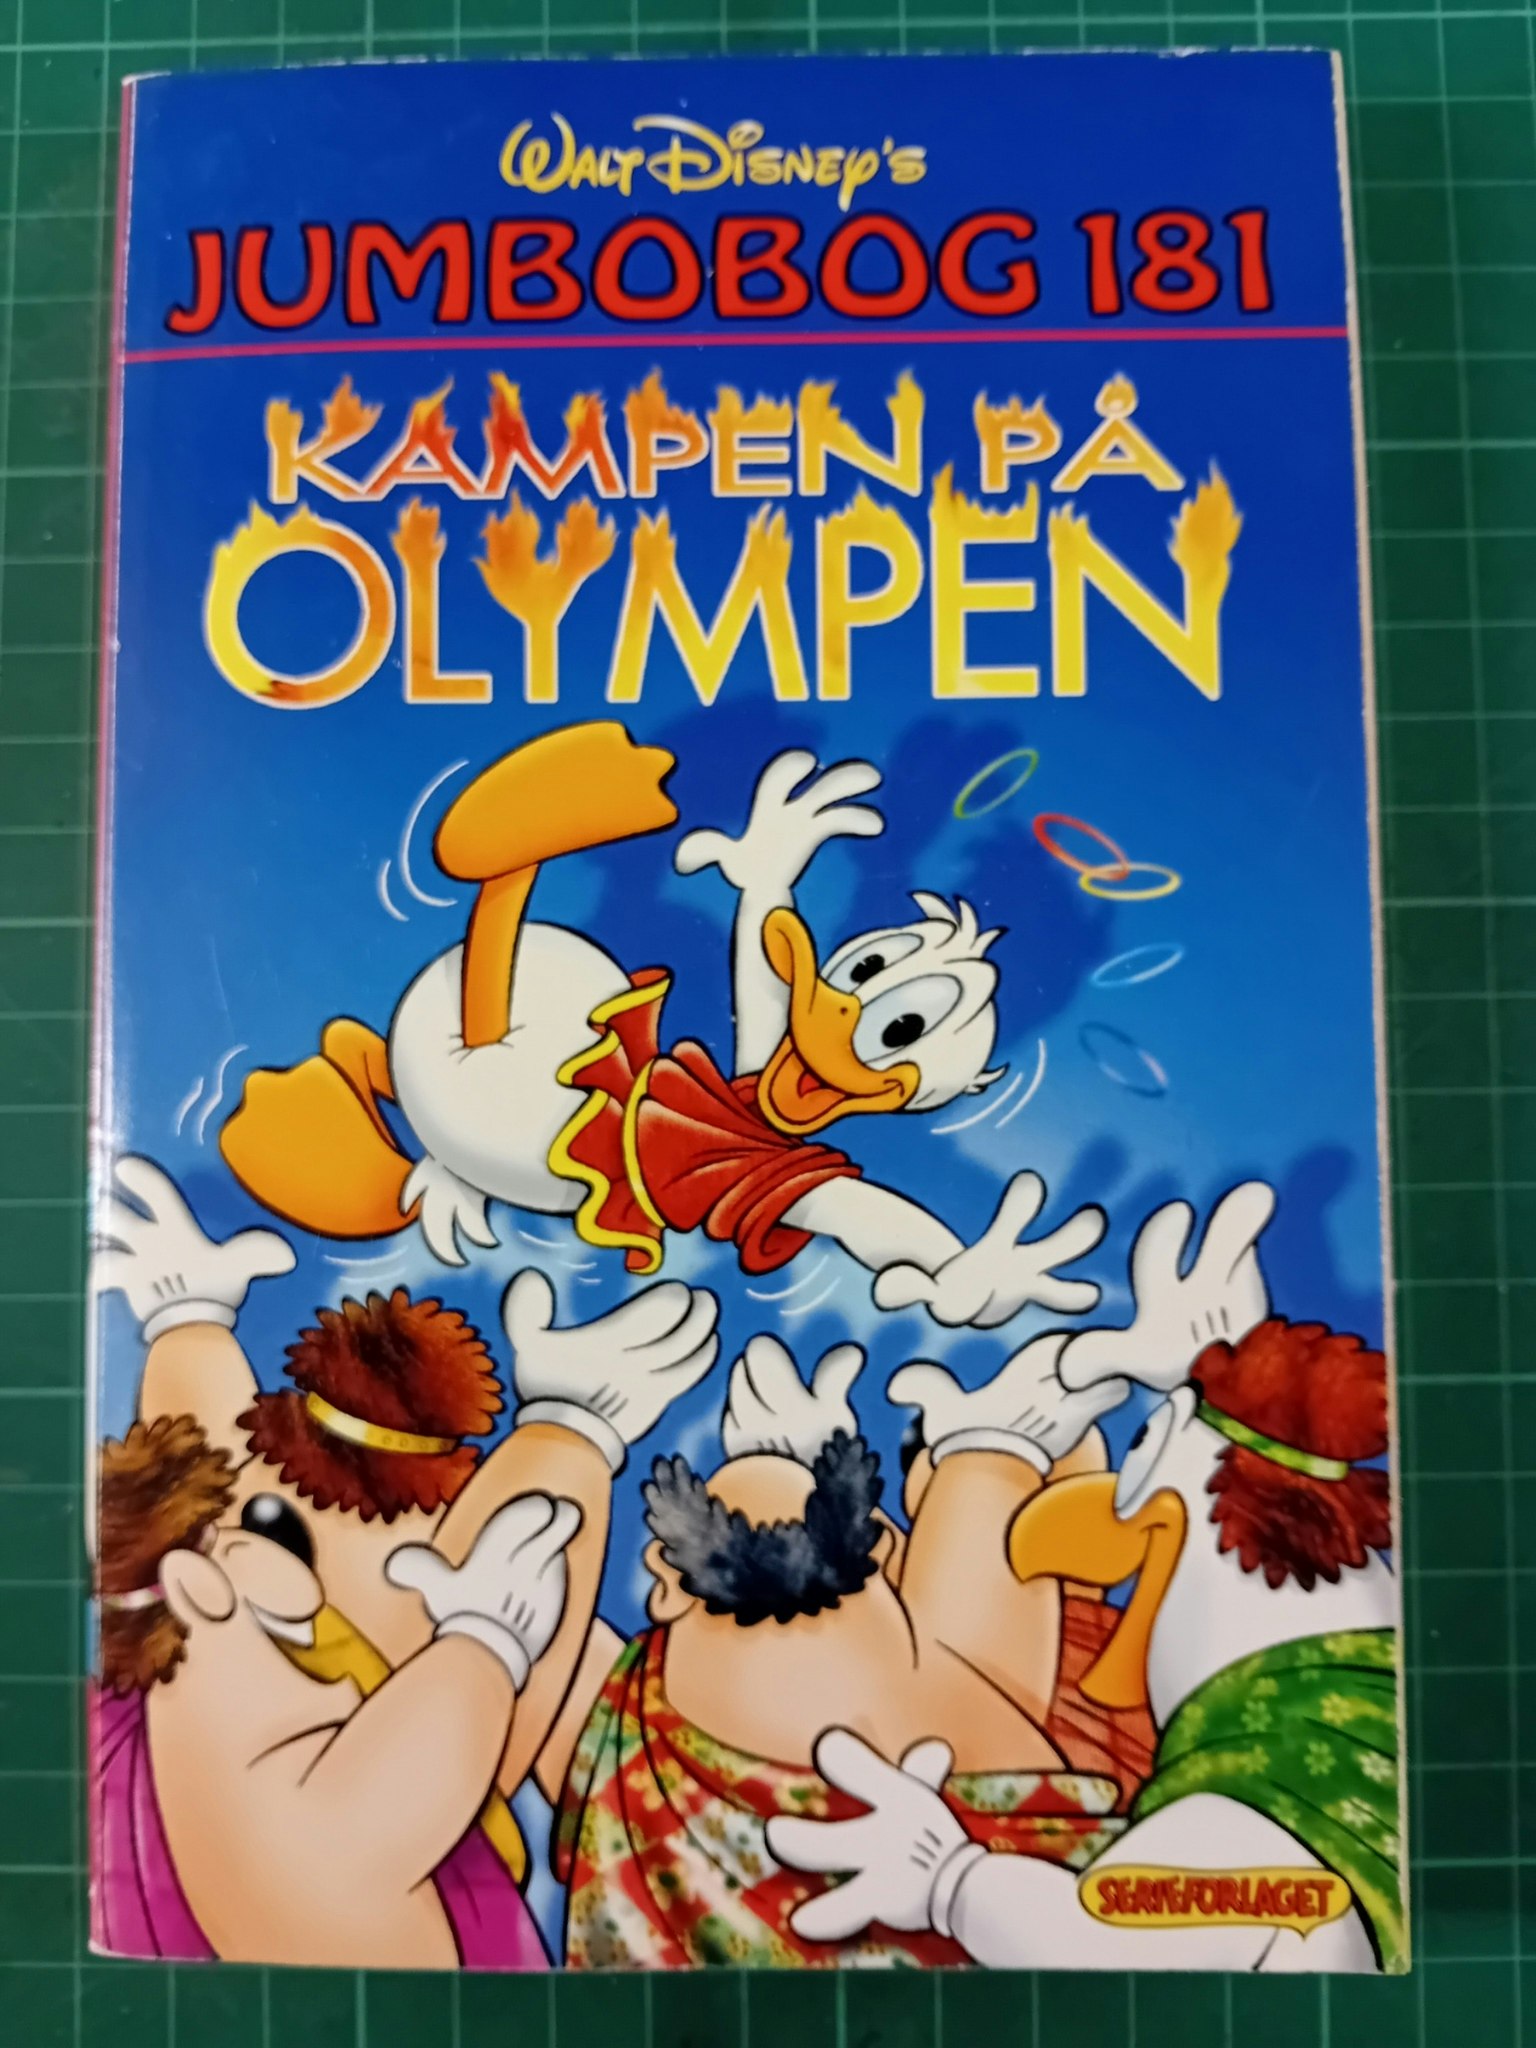 WALT DISNEY'S
JUMBOBOG 181
KAMPEN PÅ
OLYMPEN
SERIEFORLAGET